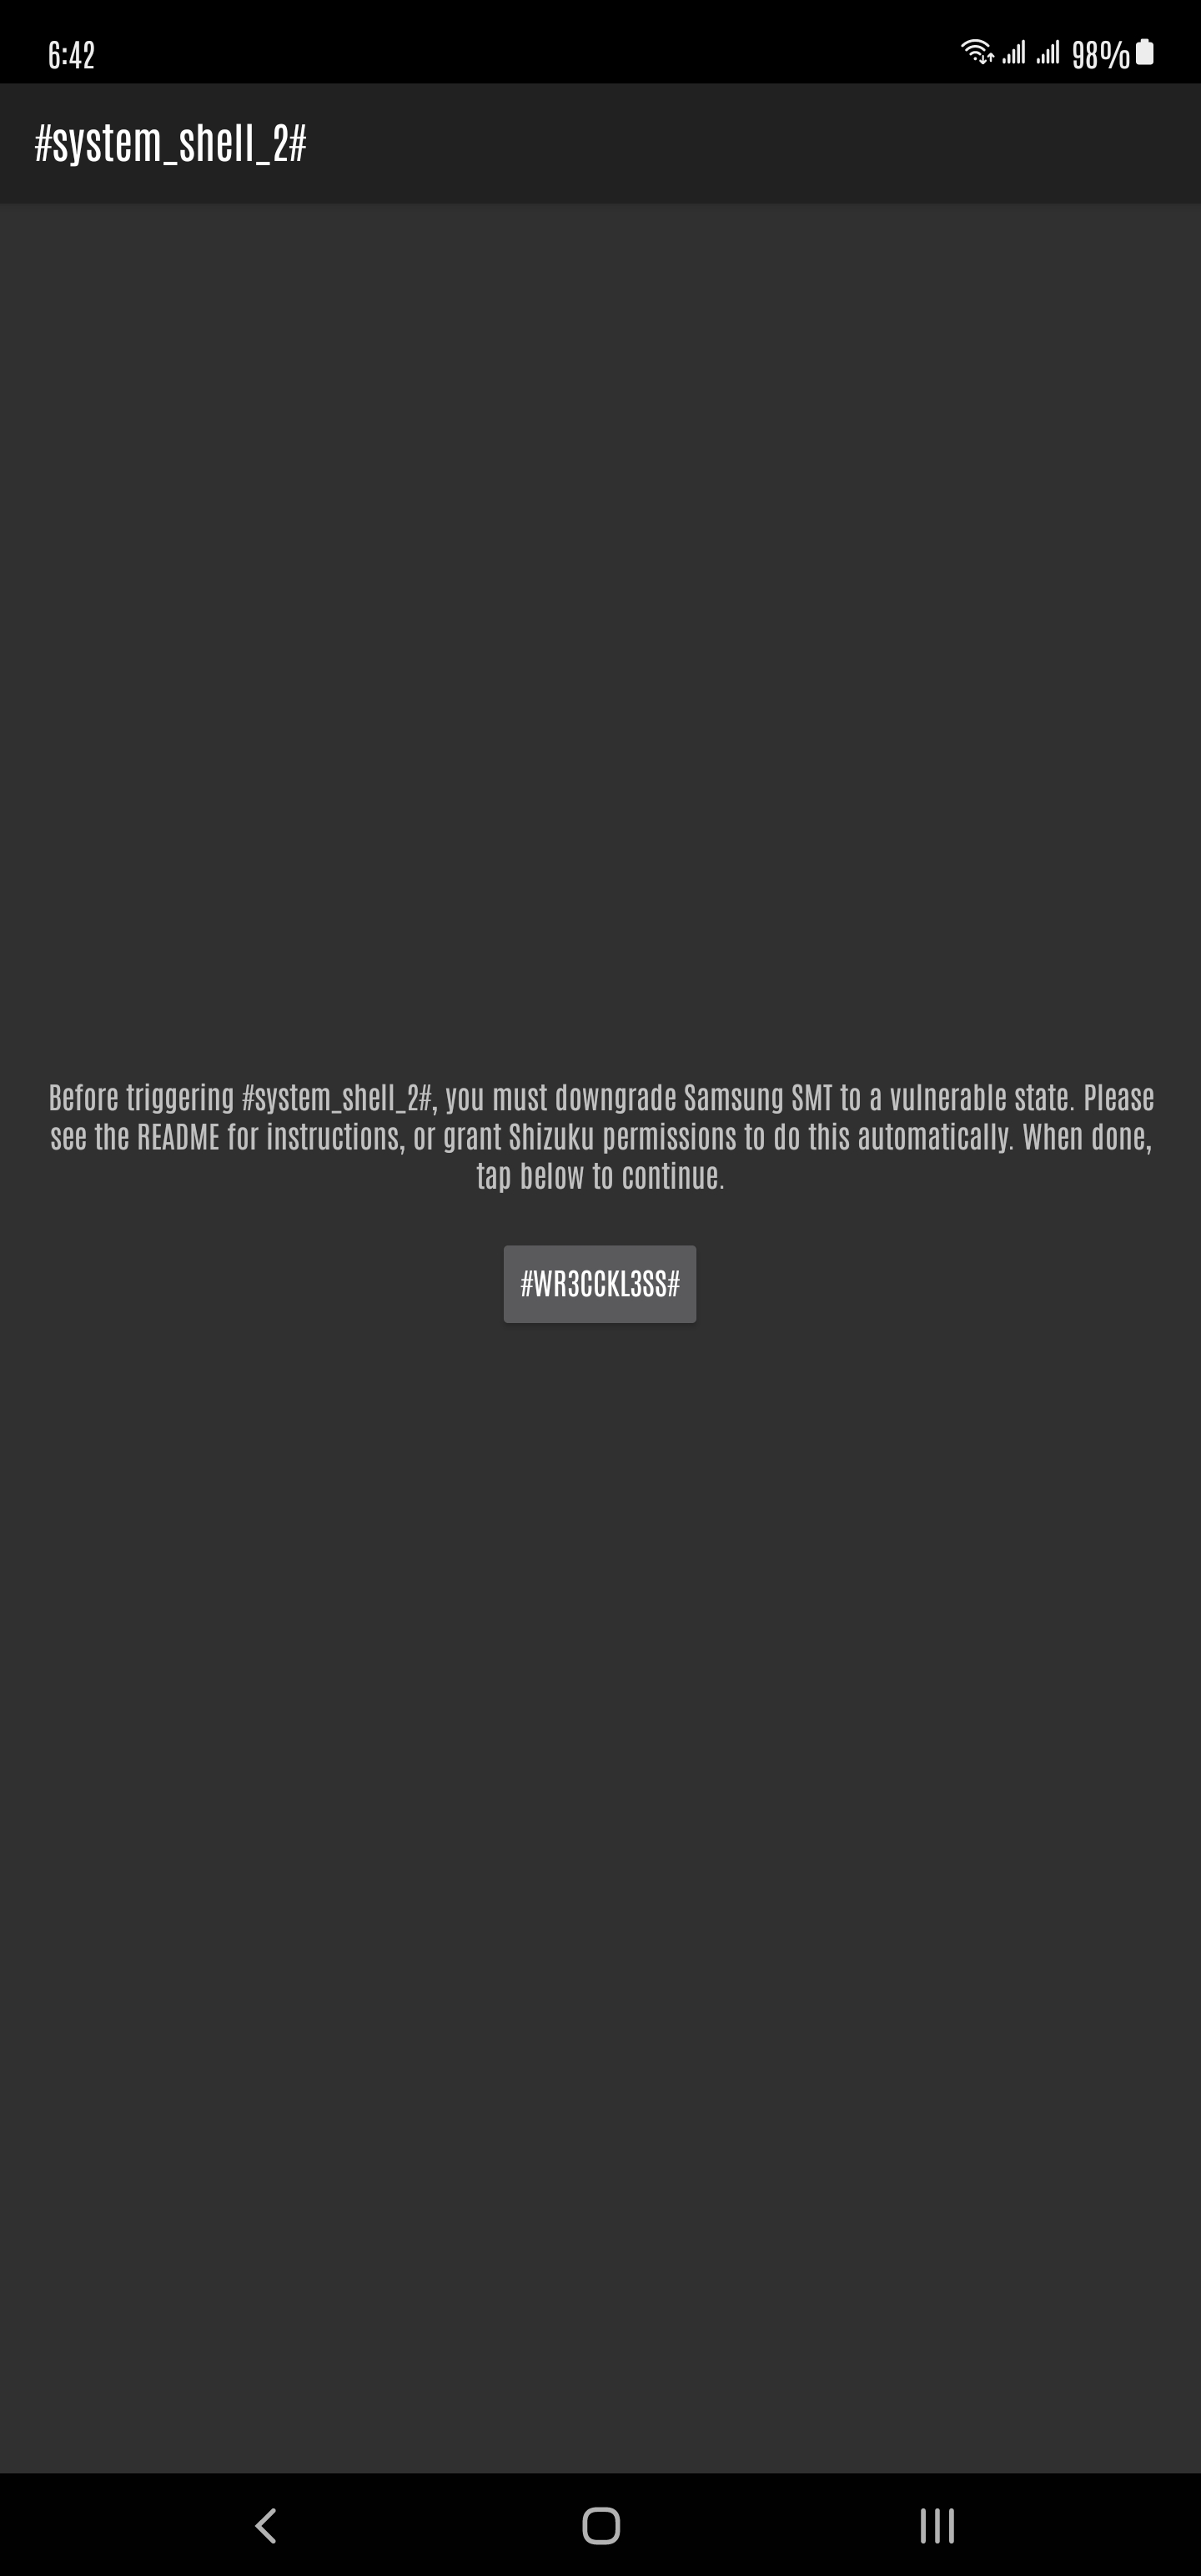 6:42
98%
#system_shell_2#
Before triggering #system_shell_2#, you must downgrade Samsung SMT to a vulnerable state. Please
see the README for instructions, or grant Shizuku permissions to do this automatically. When done,
tap below to continue.
#WR3CCKL3SS#